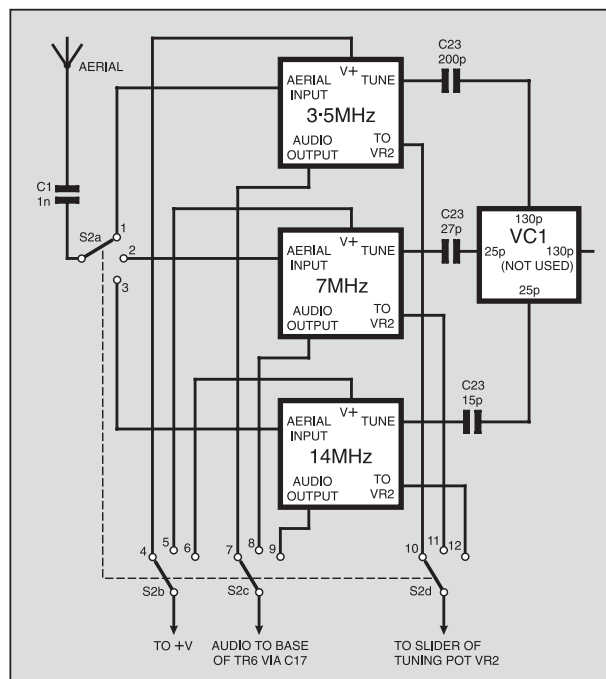 C23
200p
AERIAL
V+
AERIAL
INPUT
TUNE
3·5MHz
AUDIO
OUTPUT
TO
VR2
C1
1n
S2a
1
2
3
V+
AERIAL
INPUT
TUNE
7MHz
AUDIO
OUTPUT
TO
VR2
C23
27p
130p
VC1
25p
130p
(NOT USED)
25p
V+
AERIAL
INPUT
TUNE
14MHz
AUDIO
OUTPUT
TO
VR2
C23
15p
4
5
6
7
8
9
10
11
12
S2b
S2c
S2d
TO +V
AUDIO TO BASE
OF TR6 VIA C17
TO SLIDER OF
TUNING POT VR2